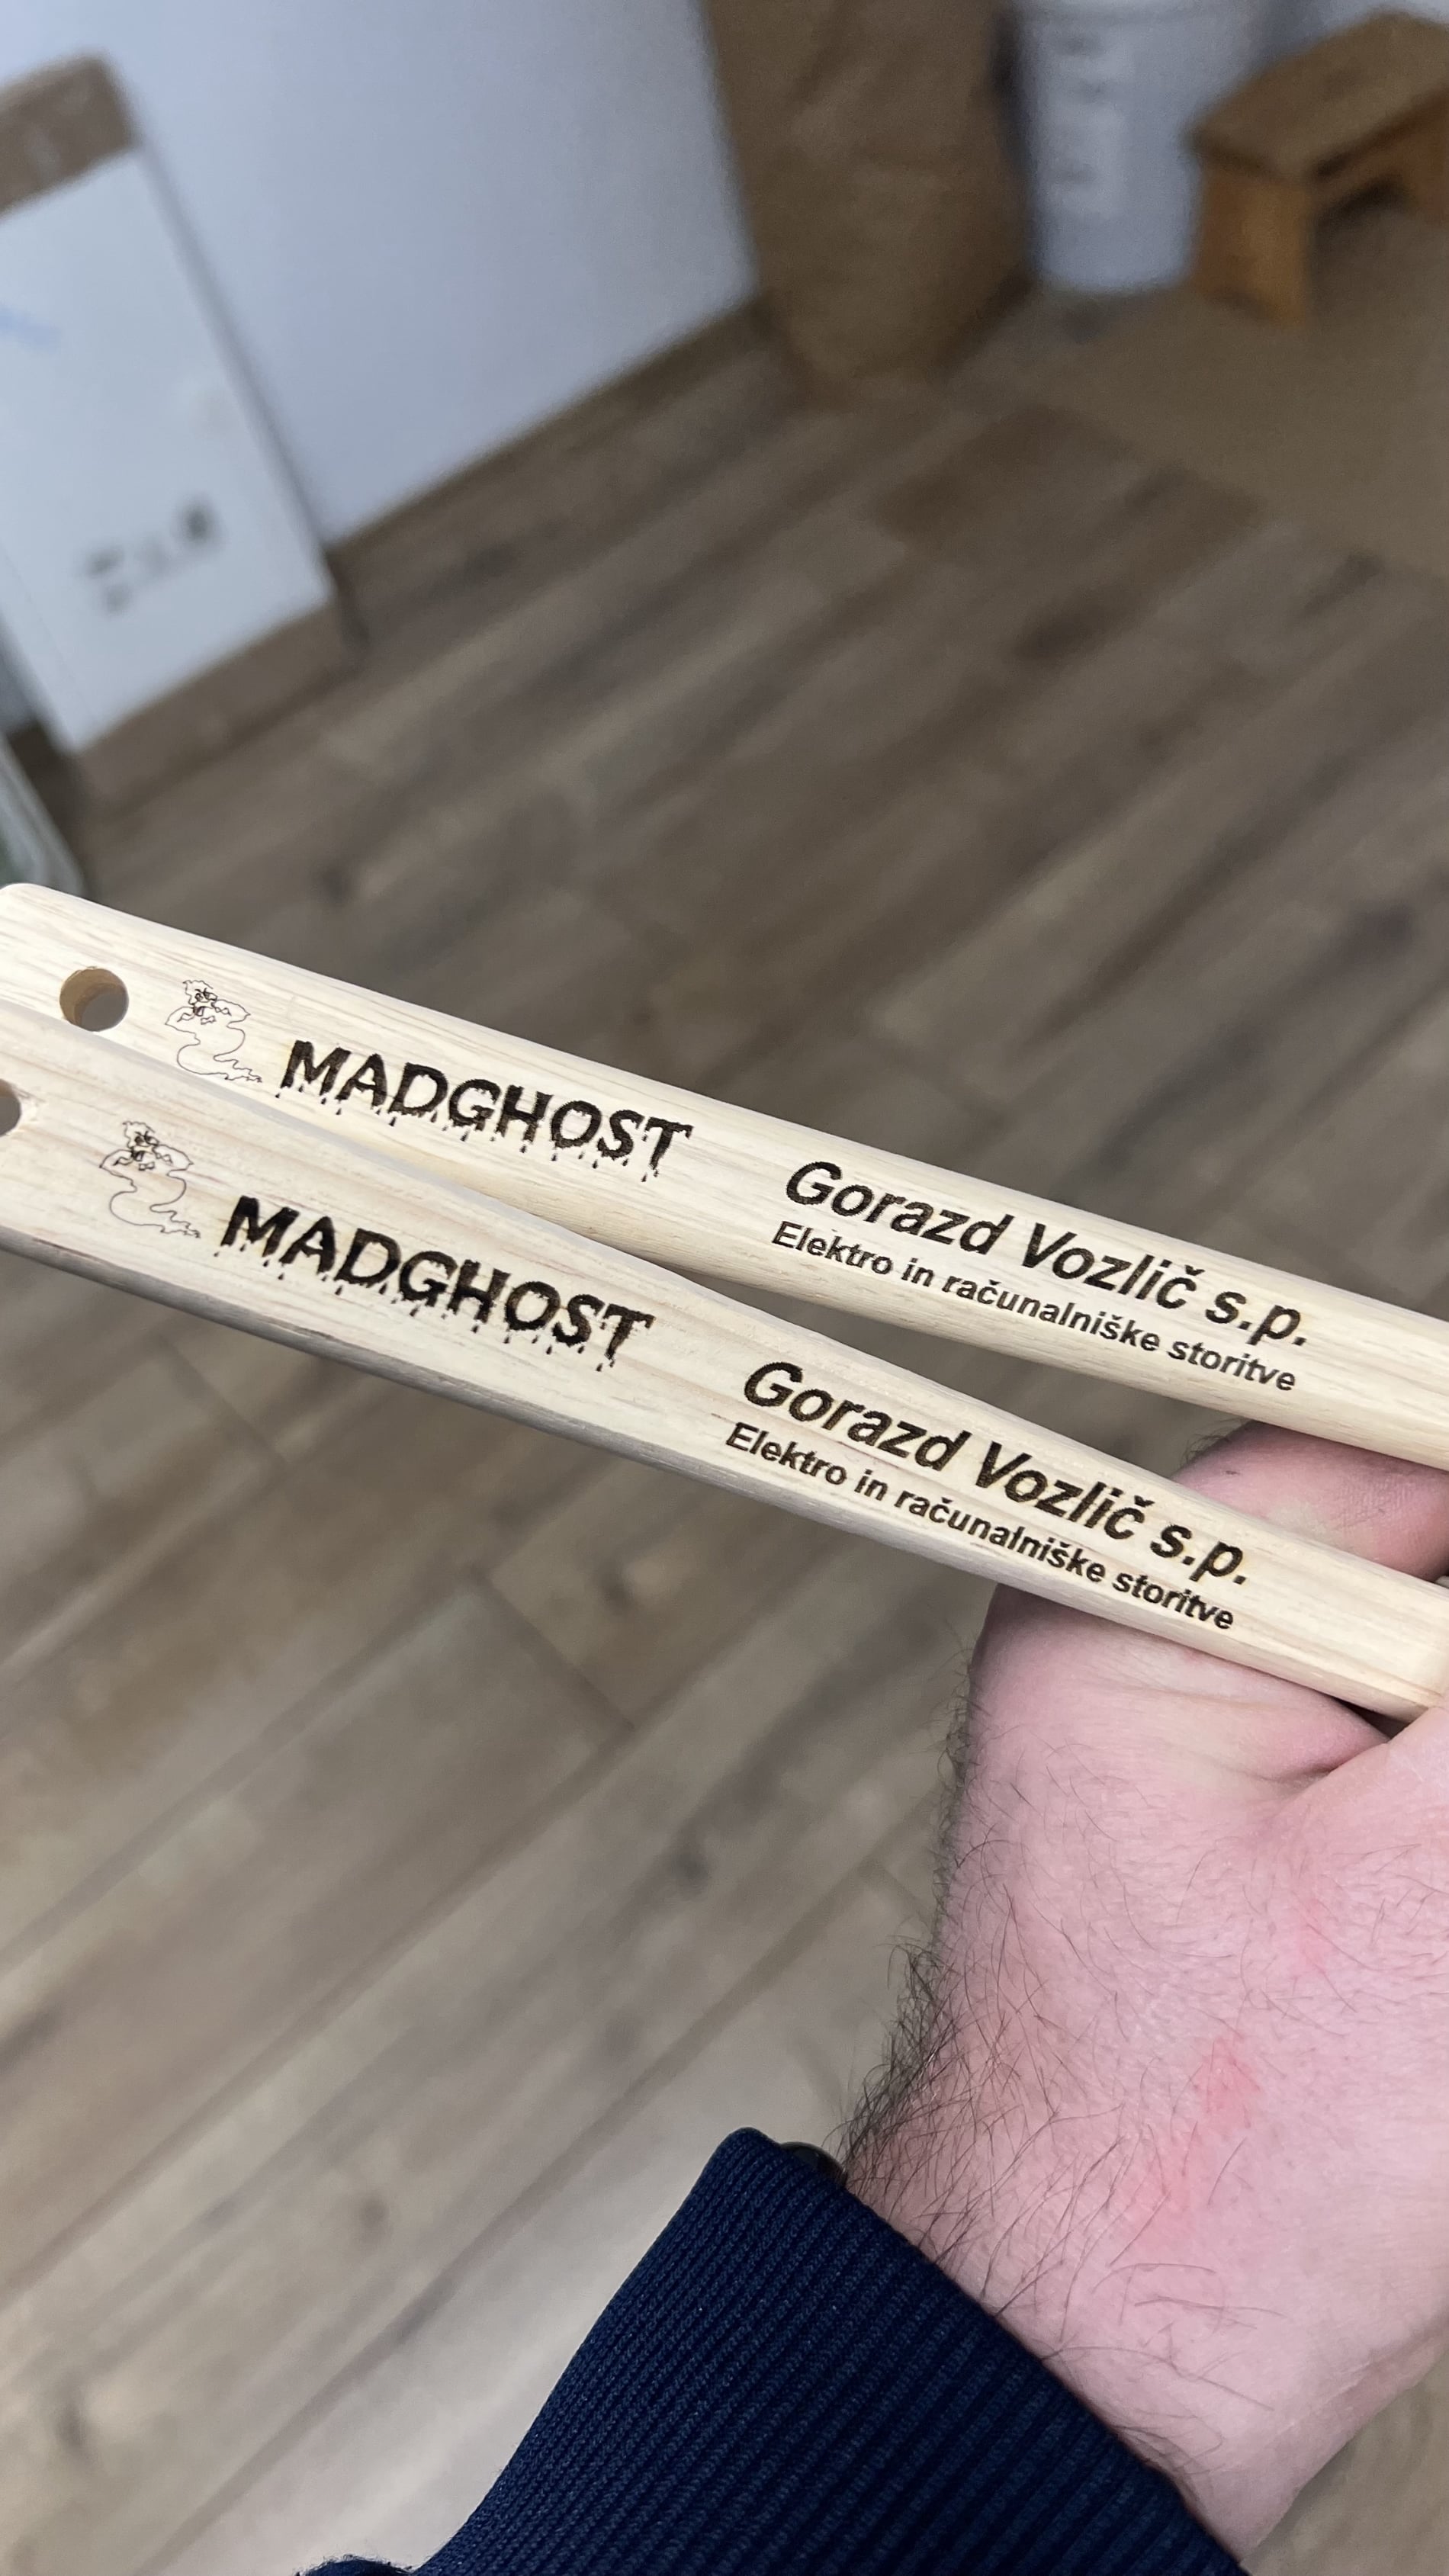 MADGHOST
Gorazd Vozlič s.p.
Elektro in računalniške storitve
MADGHOST
Gorazd Vozlič s.p.
Elektro in računalniške storitve